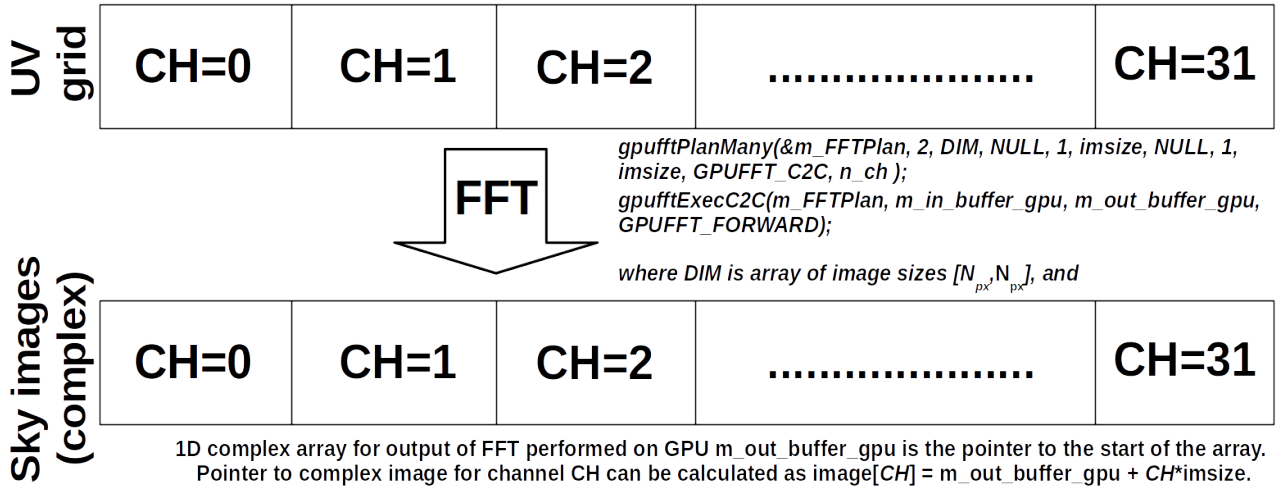 UV
grid
CH=0
CH=1
CH=2
.....................
CH=31
gpufftPlanMany(&m_FFTPlan, 2, DIM, NULL, 1, imsize, NULL, 1,
imsize, GPUFFT_C2C, n_ch );
gpufftExecC2C(m_FFTPlan, m_in_buffer_gpu, m_out_buffer_gpu,
GPUFFT_FORWARD);
FFT
where DIM is array of image sizes [Npx,Npx], and
Sky images
(complex)
CH=0
CH=1
CH=2
.....................
CH=31
1D complex array for output of FFT performed on GPU m_out_buffer_gpu is the pointer to the start of the array.
Pointer to complex image for channel CH can be calculated as image[CH] = m_out_buffer_gpu + CH*imsize.